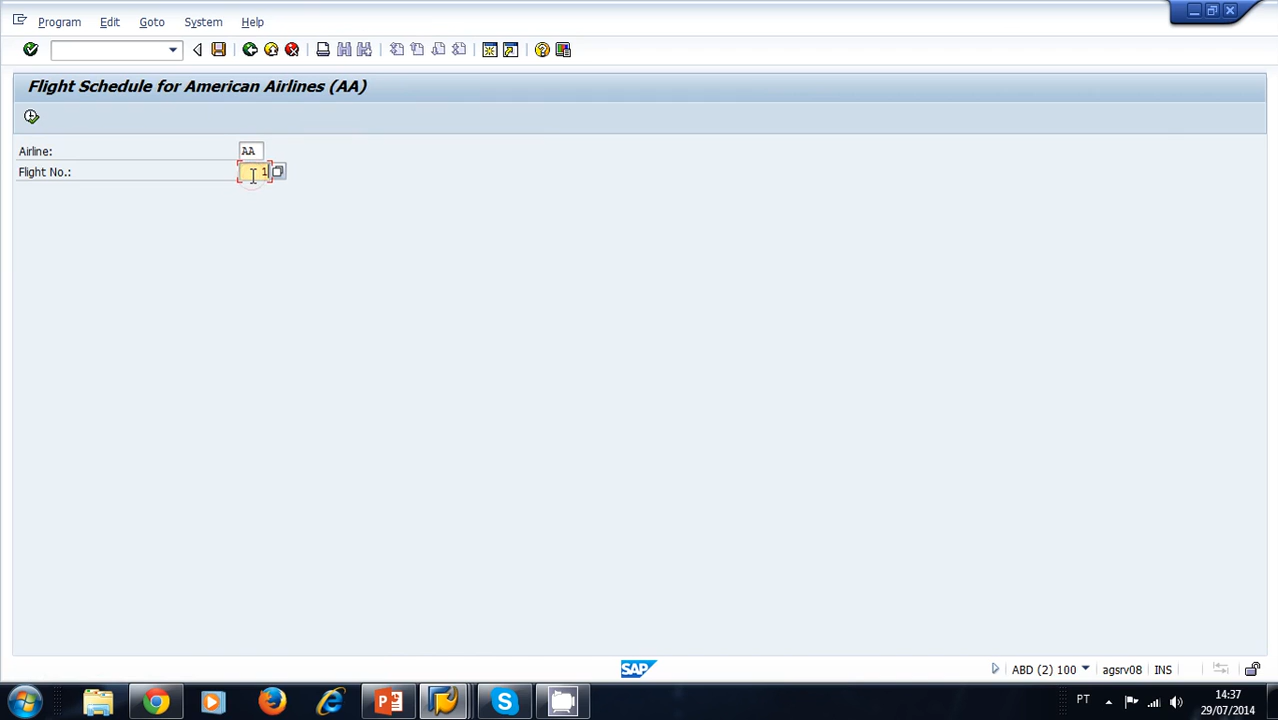 Program Edit Goto System Help
Flight Schedule for American Airlines (AA)
Airline: AA
Flight No.: 1
SAP
ABD (2) 100 agsrv08 INS
PT 14:37
29/07/2014